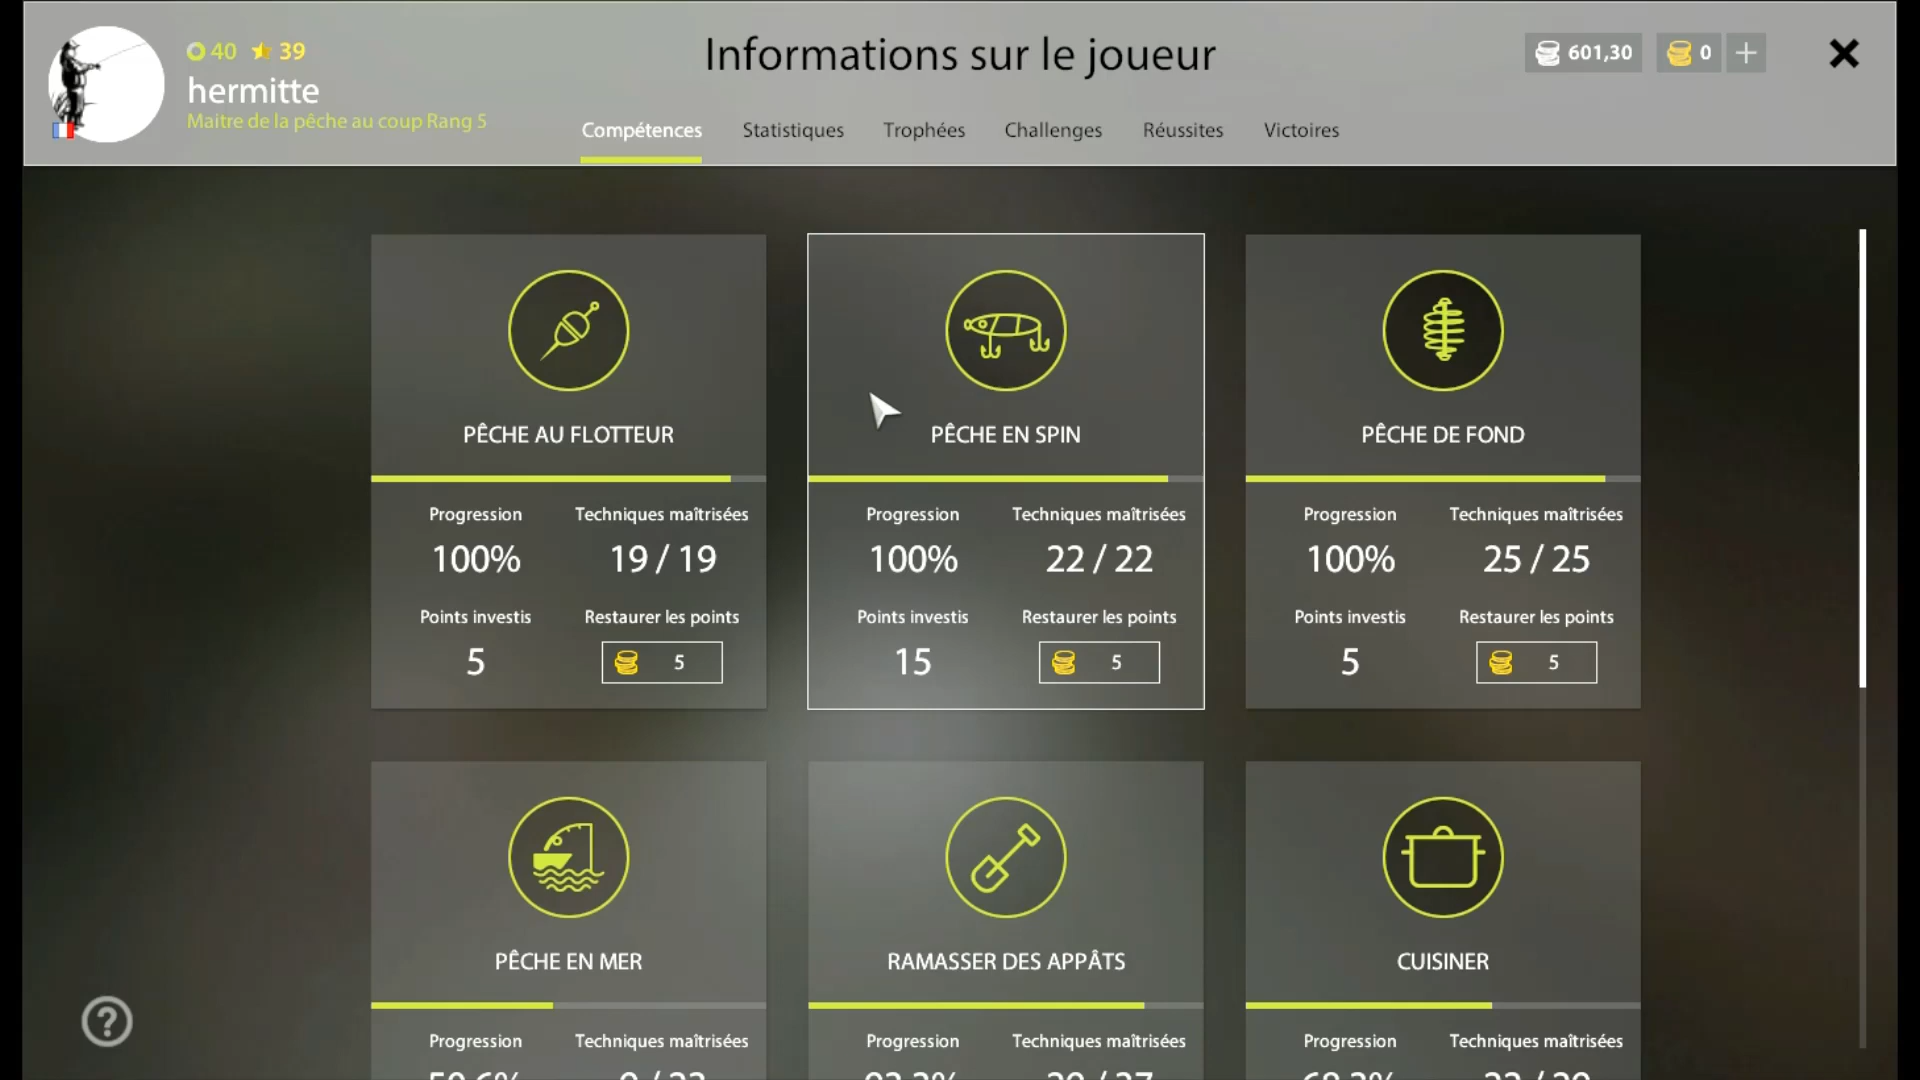 40 39
hermitte
Maitre de la pêche au coup Rang 5
Informations sur le joueur
601,30
0
Compétences Statistiques Trophées Challenges Réussites Victoires
PÊCHE AU FLOTTEUR
Progression Techniques maîtrisées
100% 19 / 19
Points investis Restaurer les points
5 5
PÊCHE EN SPIN
Progression Techniques maîtrisées
100% 22 / 22
Points investis Restaurer les points
15 5
PÊCHE DE FOND
Progression Techniques maîtrisées
100% 25 / 25
Points investis Restaurer les points
5 5
PÊCHE EN MER
Progression Techniques maîtrisées
RAMASSER DES APPÂTS
Progression Techniques maîtrisées
CUISINER
Progression Techniques maîtrisées
?